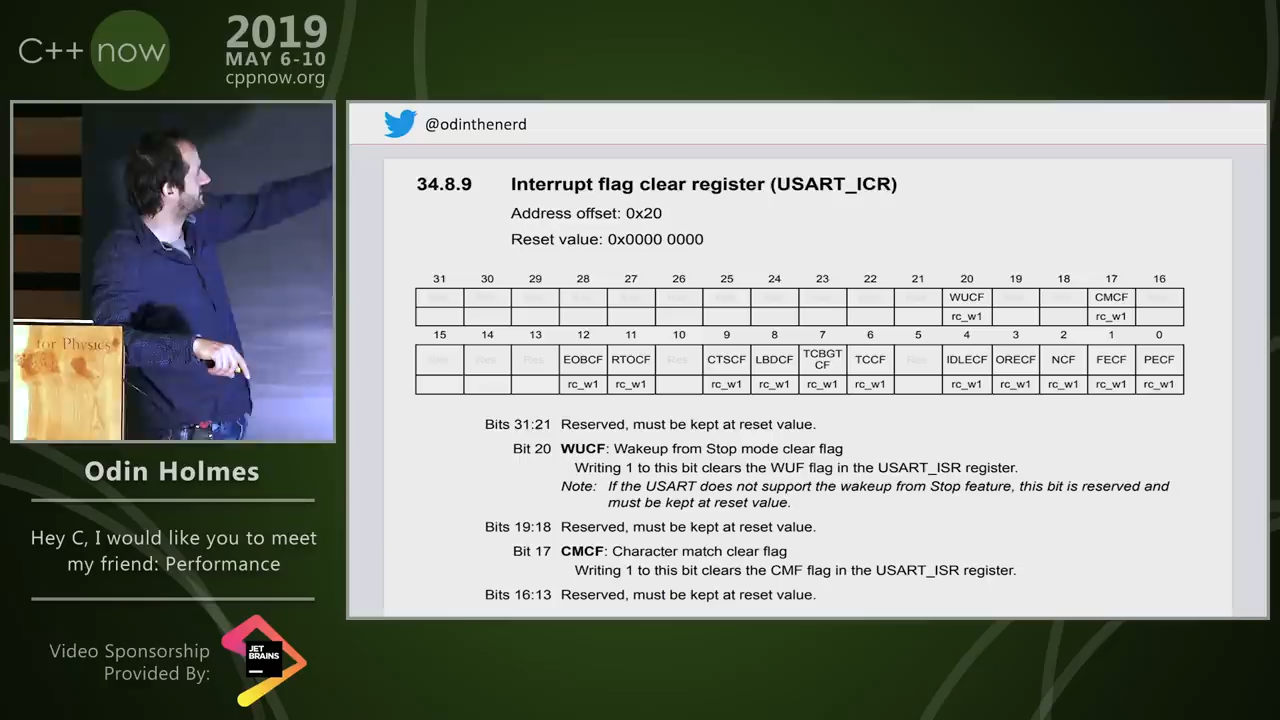 C++ now
2019
MAY 6-10
cppnow.org
@odinthenerd
34.8.9 Interrupt flag clear register (USART_ICR)
Address offset: 0x20
Reset value: 0x0000 0000
31 30 29 28 27 26 25 24 23 22 21 20 19 18 17 16
WUCF CMCF
rc_w1 rc_w1
15 14 13 12 11 10 9 8 7 6 5 4 3 2 1 0
Res Res Res EOBCF RTOCF Res CTSCF LBDCF TCBGT CF TCCF Res IDLECF ORECF NCF FECF PECF
rc_w1 rc_w1 rc_w1 rc_w1 rc_w1 rc_w1 rc_w1 rc_w1 rc_w1 rc_w1 rc_w1
Bits 31:21 Reserved, must be kept at reset value.
Bit 20 WUCF: Wakeup from Stop mode clear flag
Writing 1 to this bit clears the WUF flag in the USART_ISR register.
Note: If the USART does not support the wakeup from Stop feature, this bit is reserved and
must be kept at reset value.
Bits 19:18 Reserved, must be kept at reset value.
Bit 17 CMCF: Character match clear flag
Writing 1 to this bit clears the CMF flag in the USART_ISR register.
Bits 16:13 Reserved, must be kept at reset value.
for Physics
Odin Holmes
Hey C, I would like you to meet
my friend: Performance
Video Sponsorship
Provided By:
JET
BRAINS